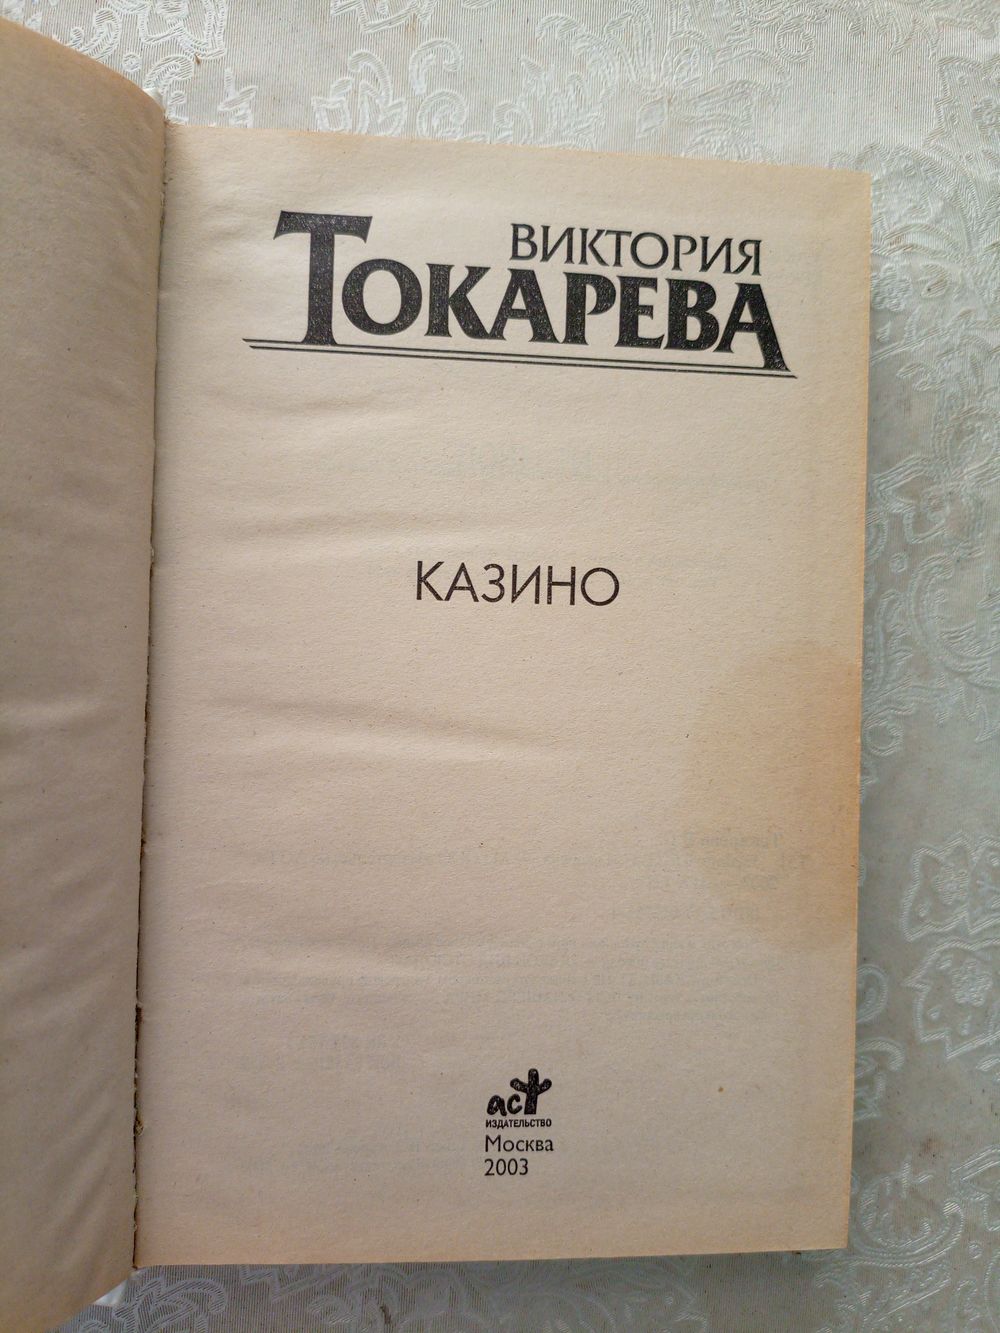 ВИКТОРИЯ
ТОКАРЕВА
КАЗИНО
аст
ИЗДАТЕЛЬСТВО
Москва
2003